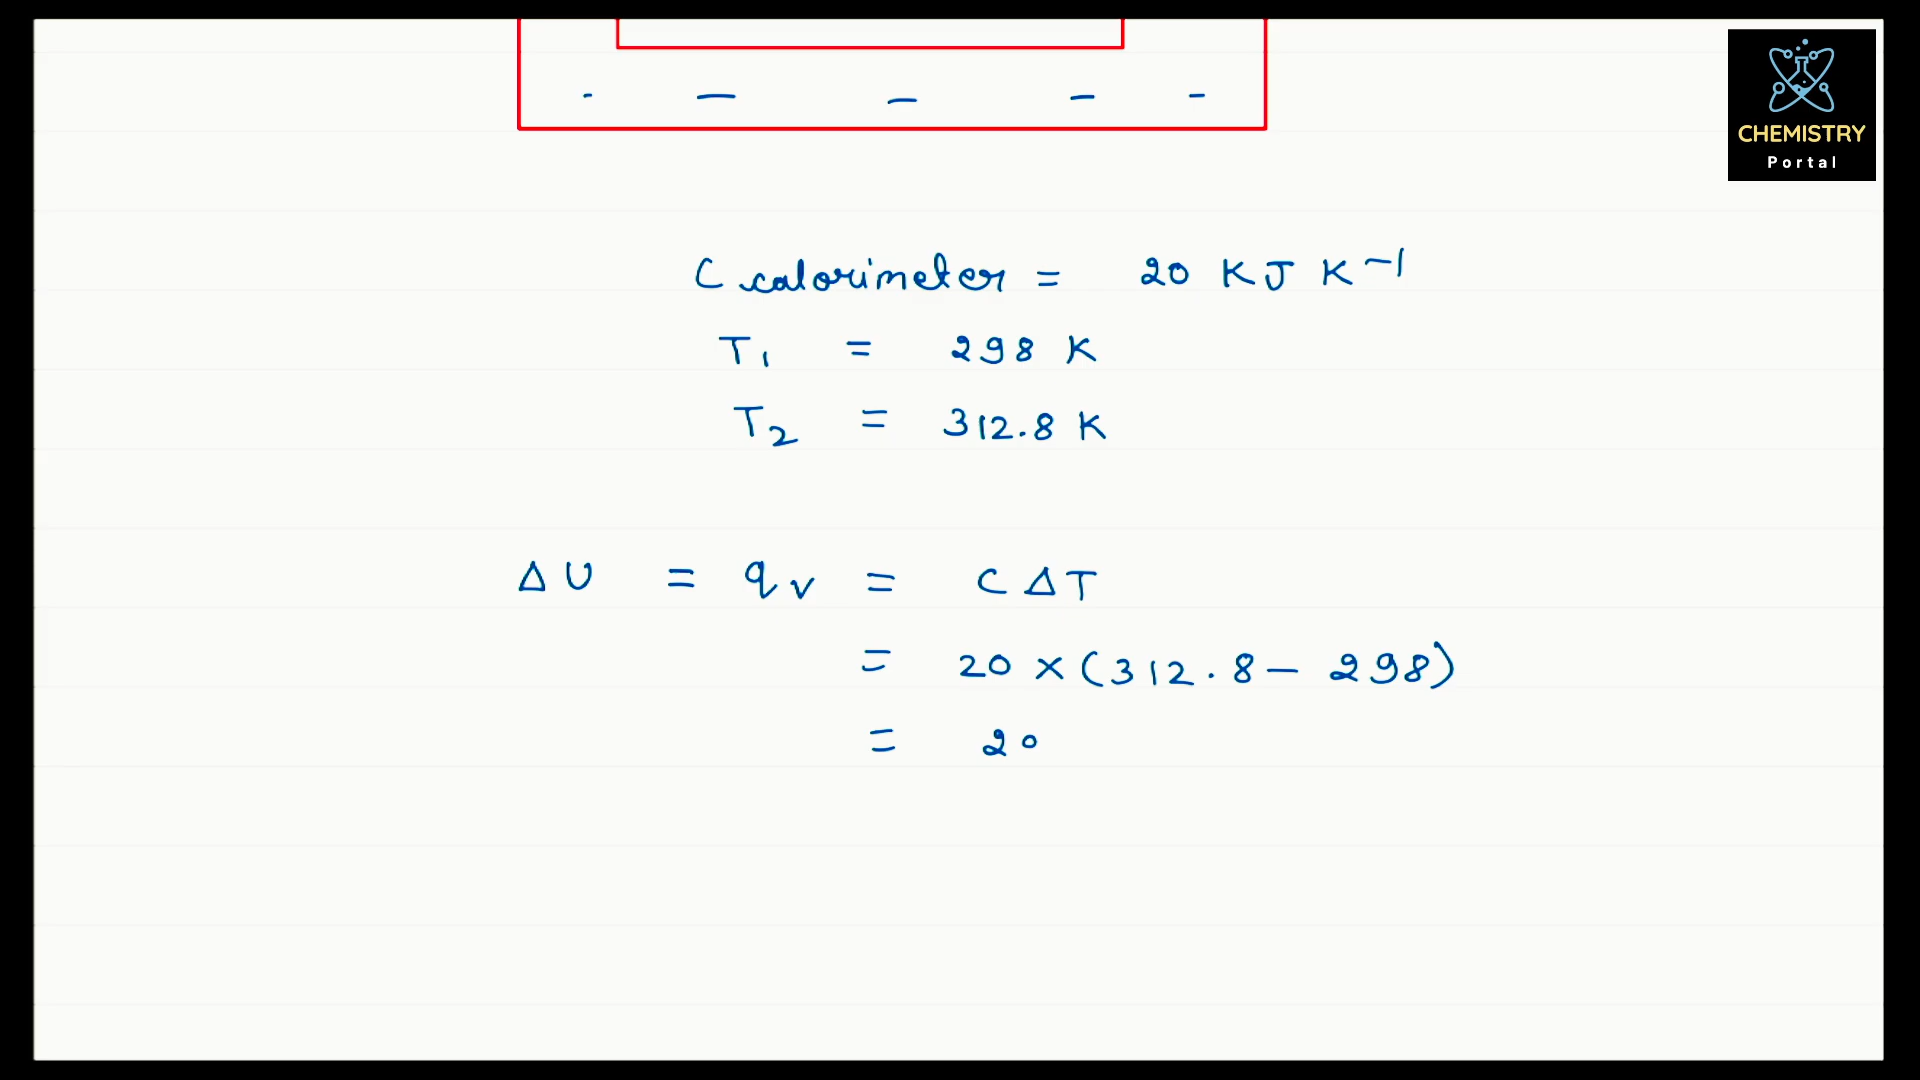 CHEMISTRY
Portal
C calorimeter = 20 KJ K⁻¹
T₁ = 298 K
T₂ = 312.8 K
ΔU = qᵥ = CΔT
= 20 × (312.8 - 298)
= 20